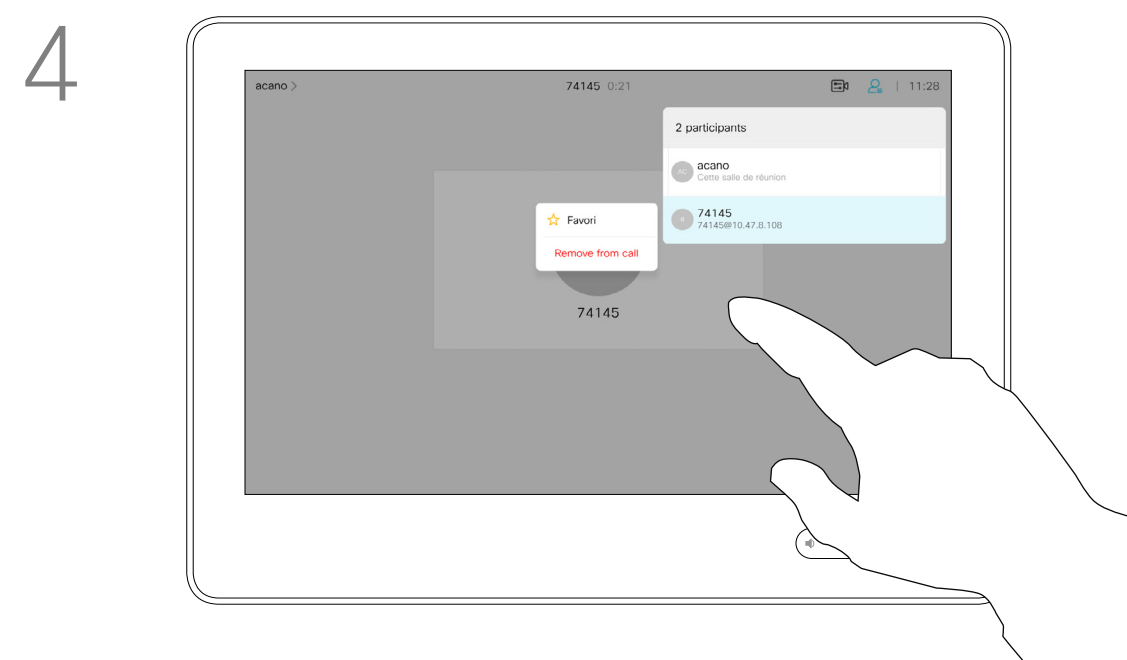 4
acano >
74145 0:21
11:28
2 participants
AC
acano
Cette salle de réunion
74145
74145@10.47.8.108
Favori
Remove from call
74145